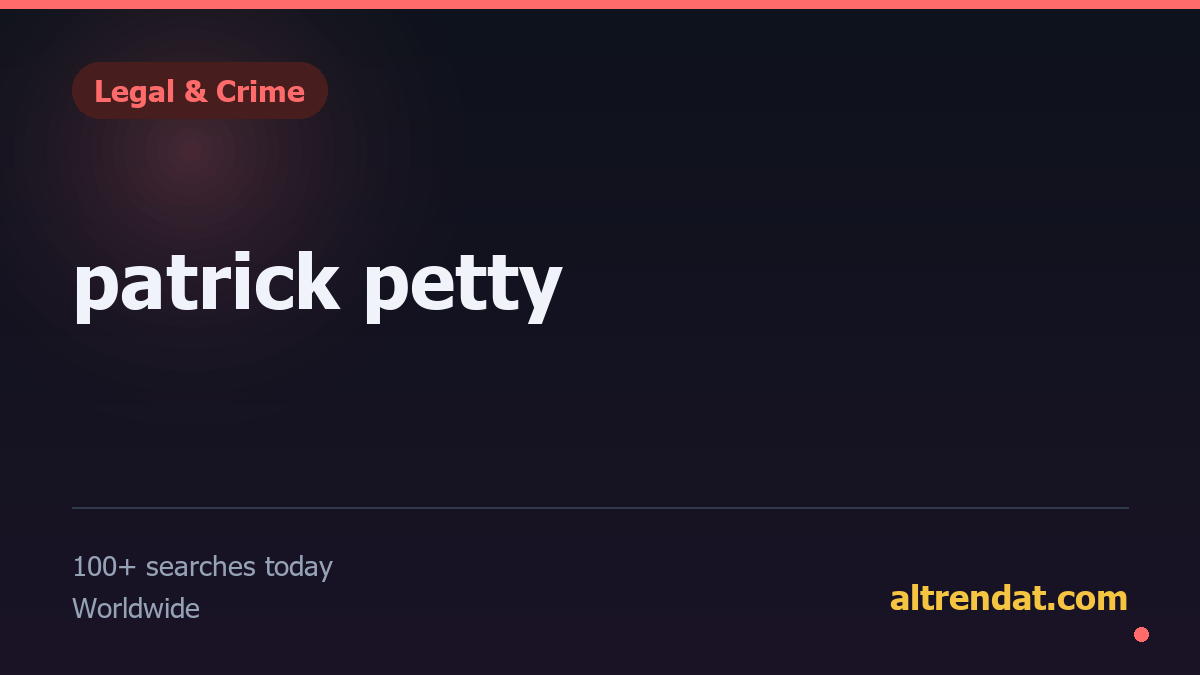 Legal & Crime
patrick petty
100+ searches today
Worldwide
altrendat.com